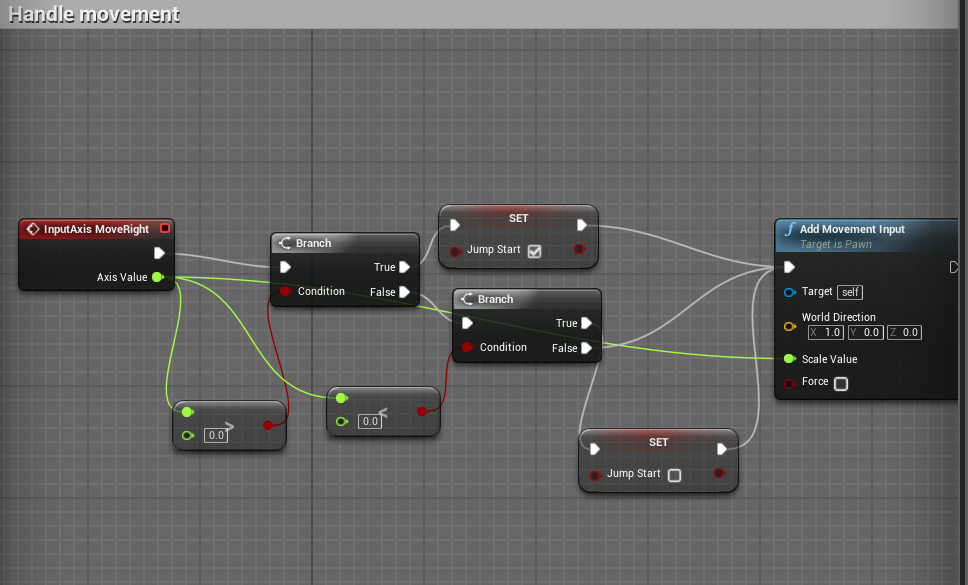 Handle movement
InputAxis MoveRight
Axis Value
Branch
True
Condition
False
SET
Jump Start
Branch
True
Condition
False
>
0.0
<
0.0
SET
Jump Start
f Add Movement Input
Target is Pawn
Target self
World Direction
X 1.0 Y 0.0 Z 0.0
Scale Value
Force